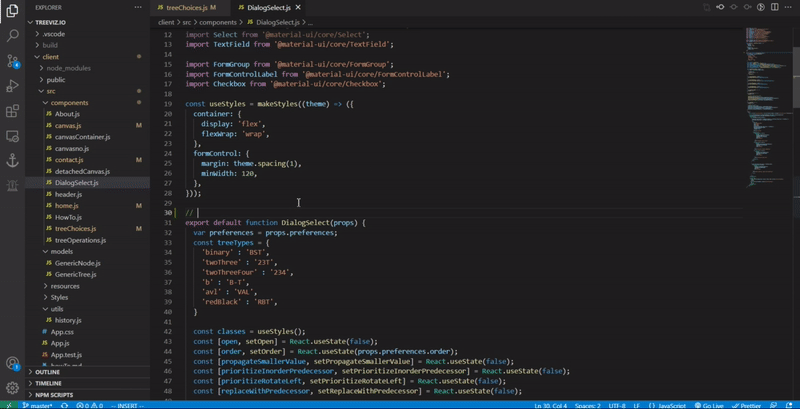 EXPLORER
TREEVIZ.IO
.vscode
build
client
node_modules
public
src
components
About.js
canvas.js M
canvasContainer.js
canvasno.js
contact.js M
detachedCanvas.js
DialogSelect.js
header.js
home.js M
HowTo.js
treeChoices.js M
treeOperations.js
models
GenericNode.js
GenericTree.js
resources
Styles
utils
history.js
App.css
App.js
App.test.js
OUTLINE
TIMELINE
NPM SCRIPTS
treeChoices.js M
DialogSelect.js
client > src > components > DialogSelect.js > ...
12 import Select from '@material-ui/core/Select';
13 import TextField from '@material-ui/core/TextField';
14
15 import FormGroup from '@material-ui/core/FormGroup';
16 import FormControlLabel from '@material-ui/core/FormControlLabel';
17 import Checkbox from '@material-ui/core/Checkbox';
18
19 const useStyles = makeStyles((theme) => ({
20 container: {
21 display: 'flex',
22 flexWrap: 'wrap',
23 },
24 formControl: {
25 margin: theme.spacing(1),
26 minWidth: 120,
27 },
28 }));
29
30 //
31 export default function DialogSelect(props) {
32 var preferences = props.preferences;
33 const treeTypes = {
34 'binary' : 'BST',
35 'twoThree' : '23T',
36 'twoThreeFour' : '234',
37 'b' : 'B-T',
38 'avl' : 'VAL',
39 'redBlack' : 'RBT',
40 }
41
42 const classes = useStyles();
43 const [open, setOpen] = React.useState(false);
44 const [order, setOrder] = React.useState(props.preferences.order);
45 const [propagateSmallerValue, setPropagateSmallerValue] = React.useState(false);
46 const [prioritizeInorderPredecessor, setPrioritizeInorderPredecessor] = React.useState(false);
47 const [prioritizeRotateLeft, setPrioritizeRotateLeft] = React.useState(false);
48 const [replaceWithPredecessor, setReplaceWithPredecessor] = React.useState(false);
master* 0 0 -- INSERT -- Ln 30, Col 4 Spaces: 2 UTF-8 LF {} JavaScript Go Live Prettier